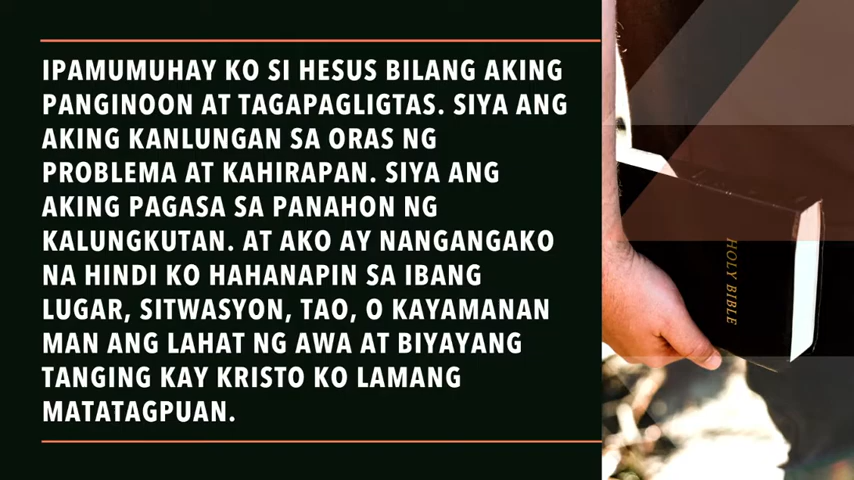 IPAMUMUHAY KO SI HESUS BILANG AKING
PANGINOON AT TAGAPAGLIGTAS. SIYA ANG
AKING KANLUNGAN SA ORAS NG
PROBLEMA AT KAHIRAPAN. SIYA ANG
AKING PAGASA SA PANAHON NG
KALUNGKUTAN. AT AKO AY NANGANGAKO
NA HINDI KO HAHANAPIN SA IBANG
LUGAR, SITWASYON, TAO, O KAYAMANAN
MAN ANG LAHAT NG AWA AT BIYAYANG
TANGING KAY KRISTO KO LAMANG
MATATAGPUAN.
HOLY BIBLE